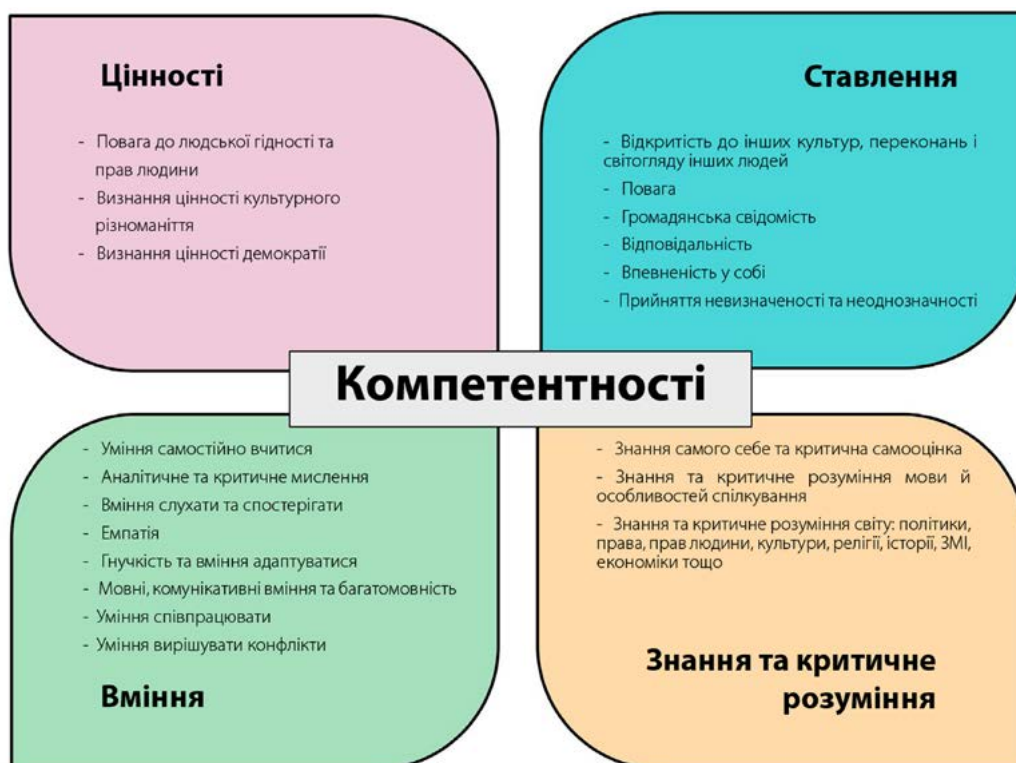 Цінності
- Повага до людської гідності та
прав людини
- Визнання цінності культурного
різноманіття
- Визнання цінності демократії
Ставлення
- Відкритість до інших культур, переконань і
світогляду інших людей
- Повага
- Громадянська свідомість
- Відповідальність
- Впевненість у собі
- Прийняття невизначеності та неоднозначності
Компетентності
- Уміння самостійно вчитися
- Аналітичне та критичне мислення
- Вміння слухати та спостерігати
- Емпатія
- Гнучкість та вміння адаптуватися
- Мовні, комунікативні вміння та багатомовність
- Уміння співпрацювати
- Уміння вирішувати конфлікти
Вміння
- Знання самого себе та критична самооцінка
- Знання та критичне розуміння мови й
особливостей спілкування
- Знання та критичне розуміння світу: політики,
права, прав людини, культури, релігії, історії, ЗМІ,
економіки тощо
Знання та критичне
розуміння